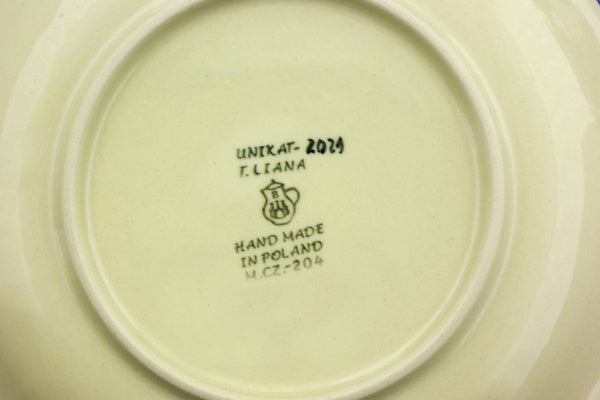 UNIKAT- 2029
T. LIANA
B
HAND MADE
IN POLAND
M.CZ.-204